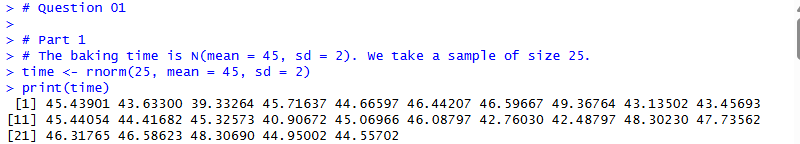 > # Question 01
>
> # Part 1
> # The baking time is N(mean = 45, sd = 2). We take a sample of size 25.
> time <- rnorm(25, mean = 45, sd = 2)
> print(time)
[1] 45.43901 43.63300 39.33264 45.71637 44.66597 46.44207 46.59667 49.36764 43.13502 43.45693
[11] 45.44054 44.41682 45.32573 40.90672 45.06966 46.08797 42.76030 42.48797 48.30230 47.73562
[21] 46.31765 46.58623 48.30690 44.95002 44.55702